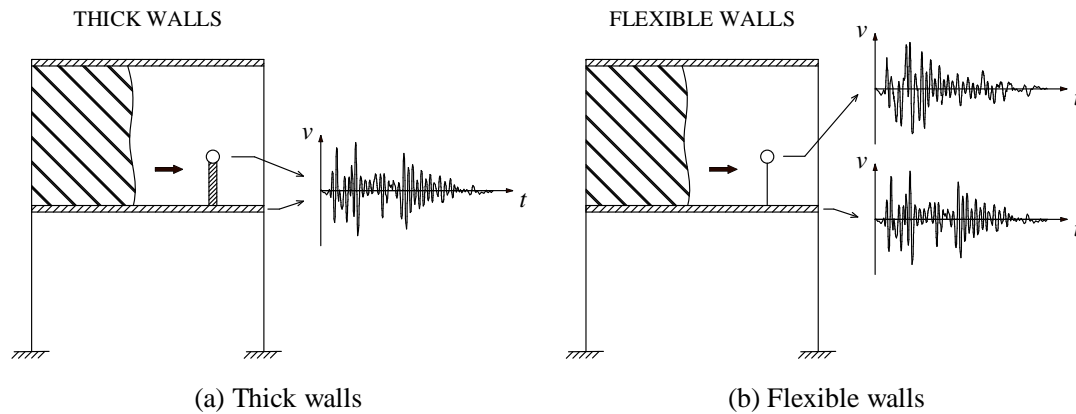 THICK WALLS
FLEXIBLE WALLS
v
t
v
t
v
t
(a) Thick walls
(b) Flexible walls